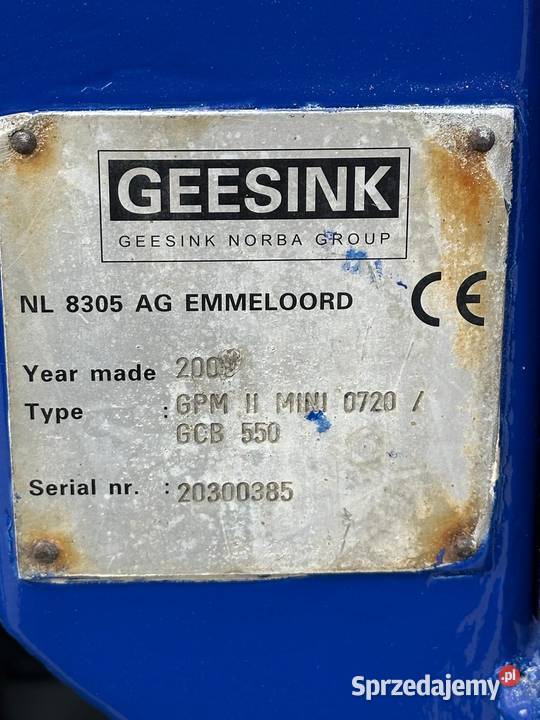 GEESINK
GEESINK NORBA GROUP
NL 8305 AG EMMELOORD CE
Year made
Type : GPM II MINI 0720 /
GCB 550
Serial nr. : 20300385
Sprzedajemy.pl